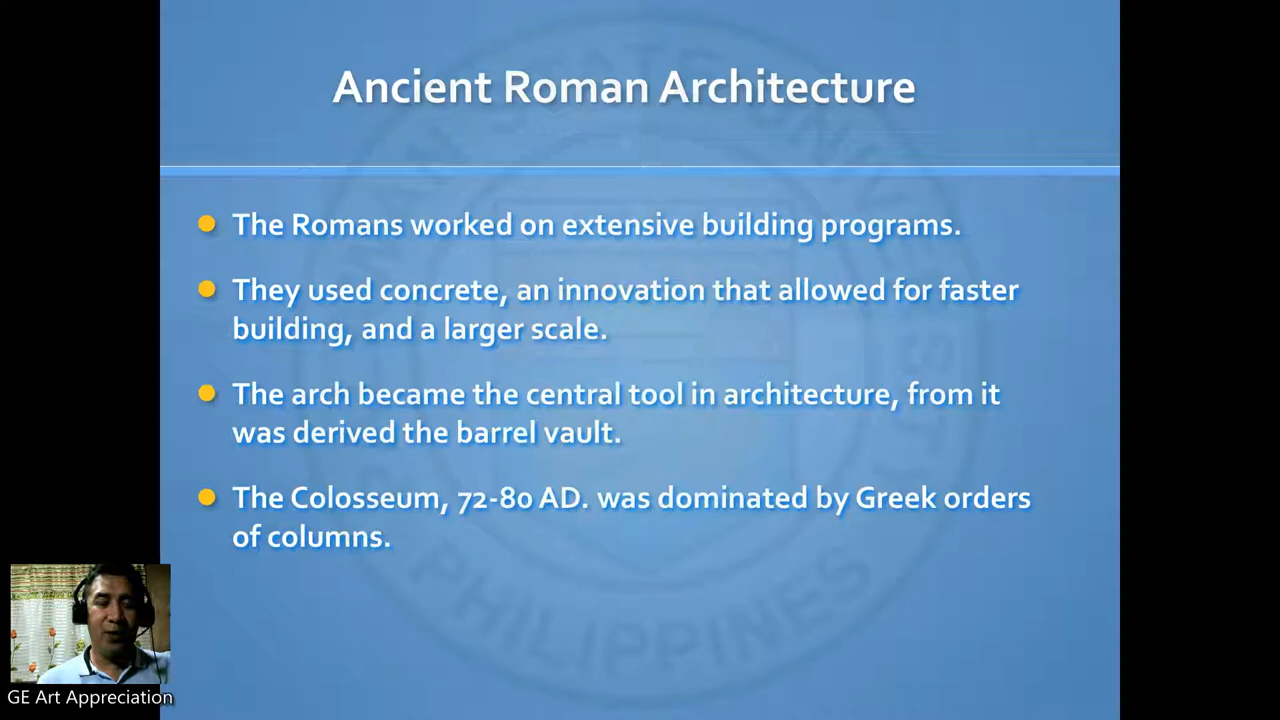 Ancient Roman Architecture
The Romans worked on extensive building programs.
They used concrete, an innovation that allowed for faster
building, and a larger scale.
The arch became the central tool in architecture, from it
was derived the barrel vault.
The Colosseum, 72-80 AD. was dominated by Greek orders
of columns.
PHILIPPINES
GE Art Appreciation